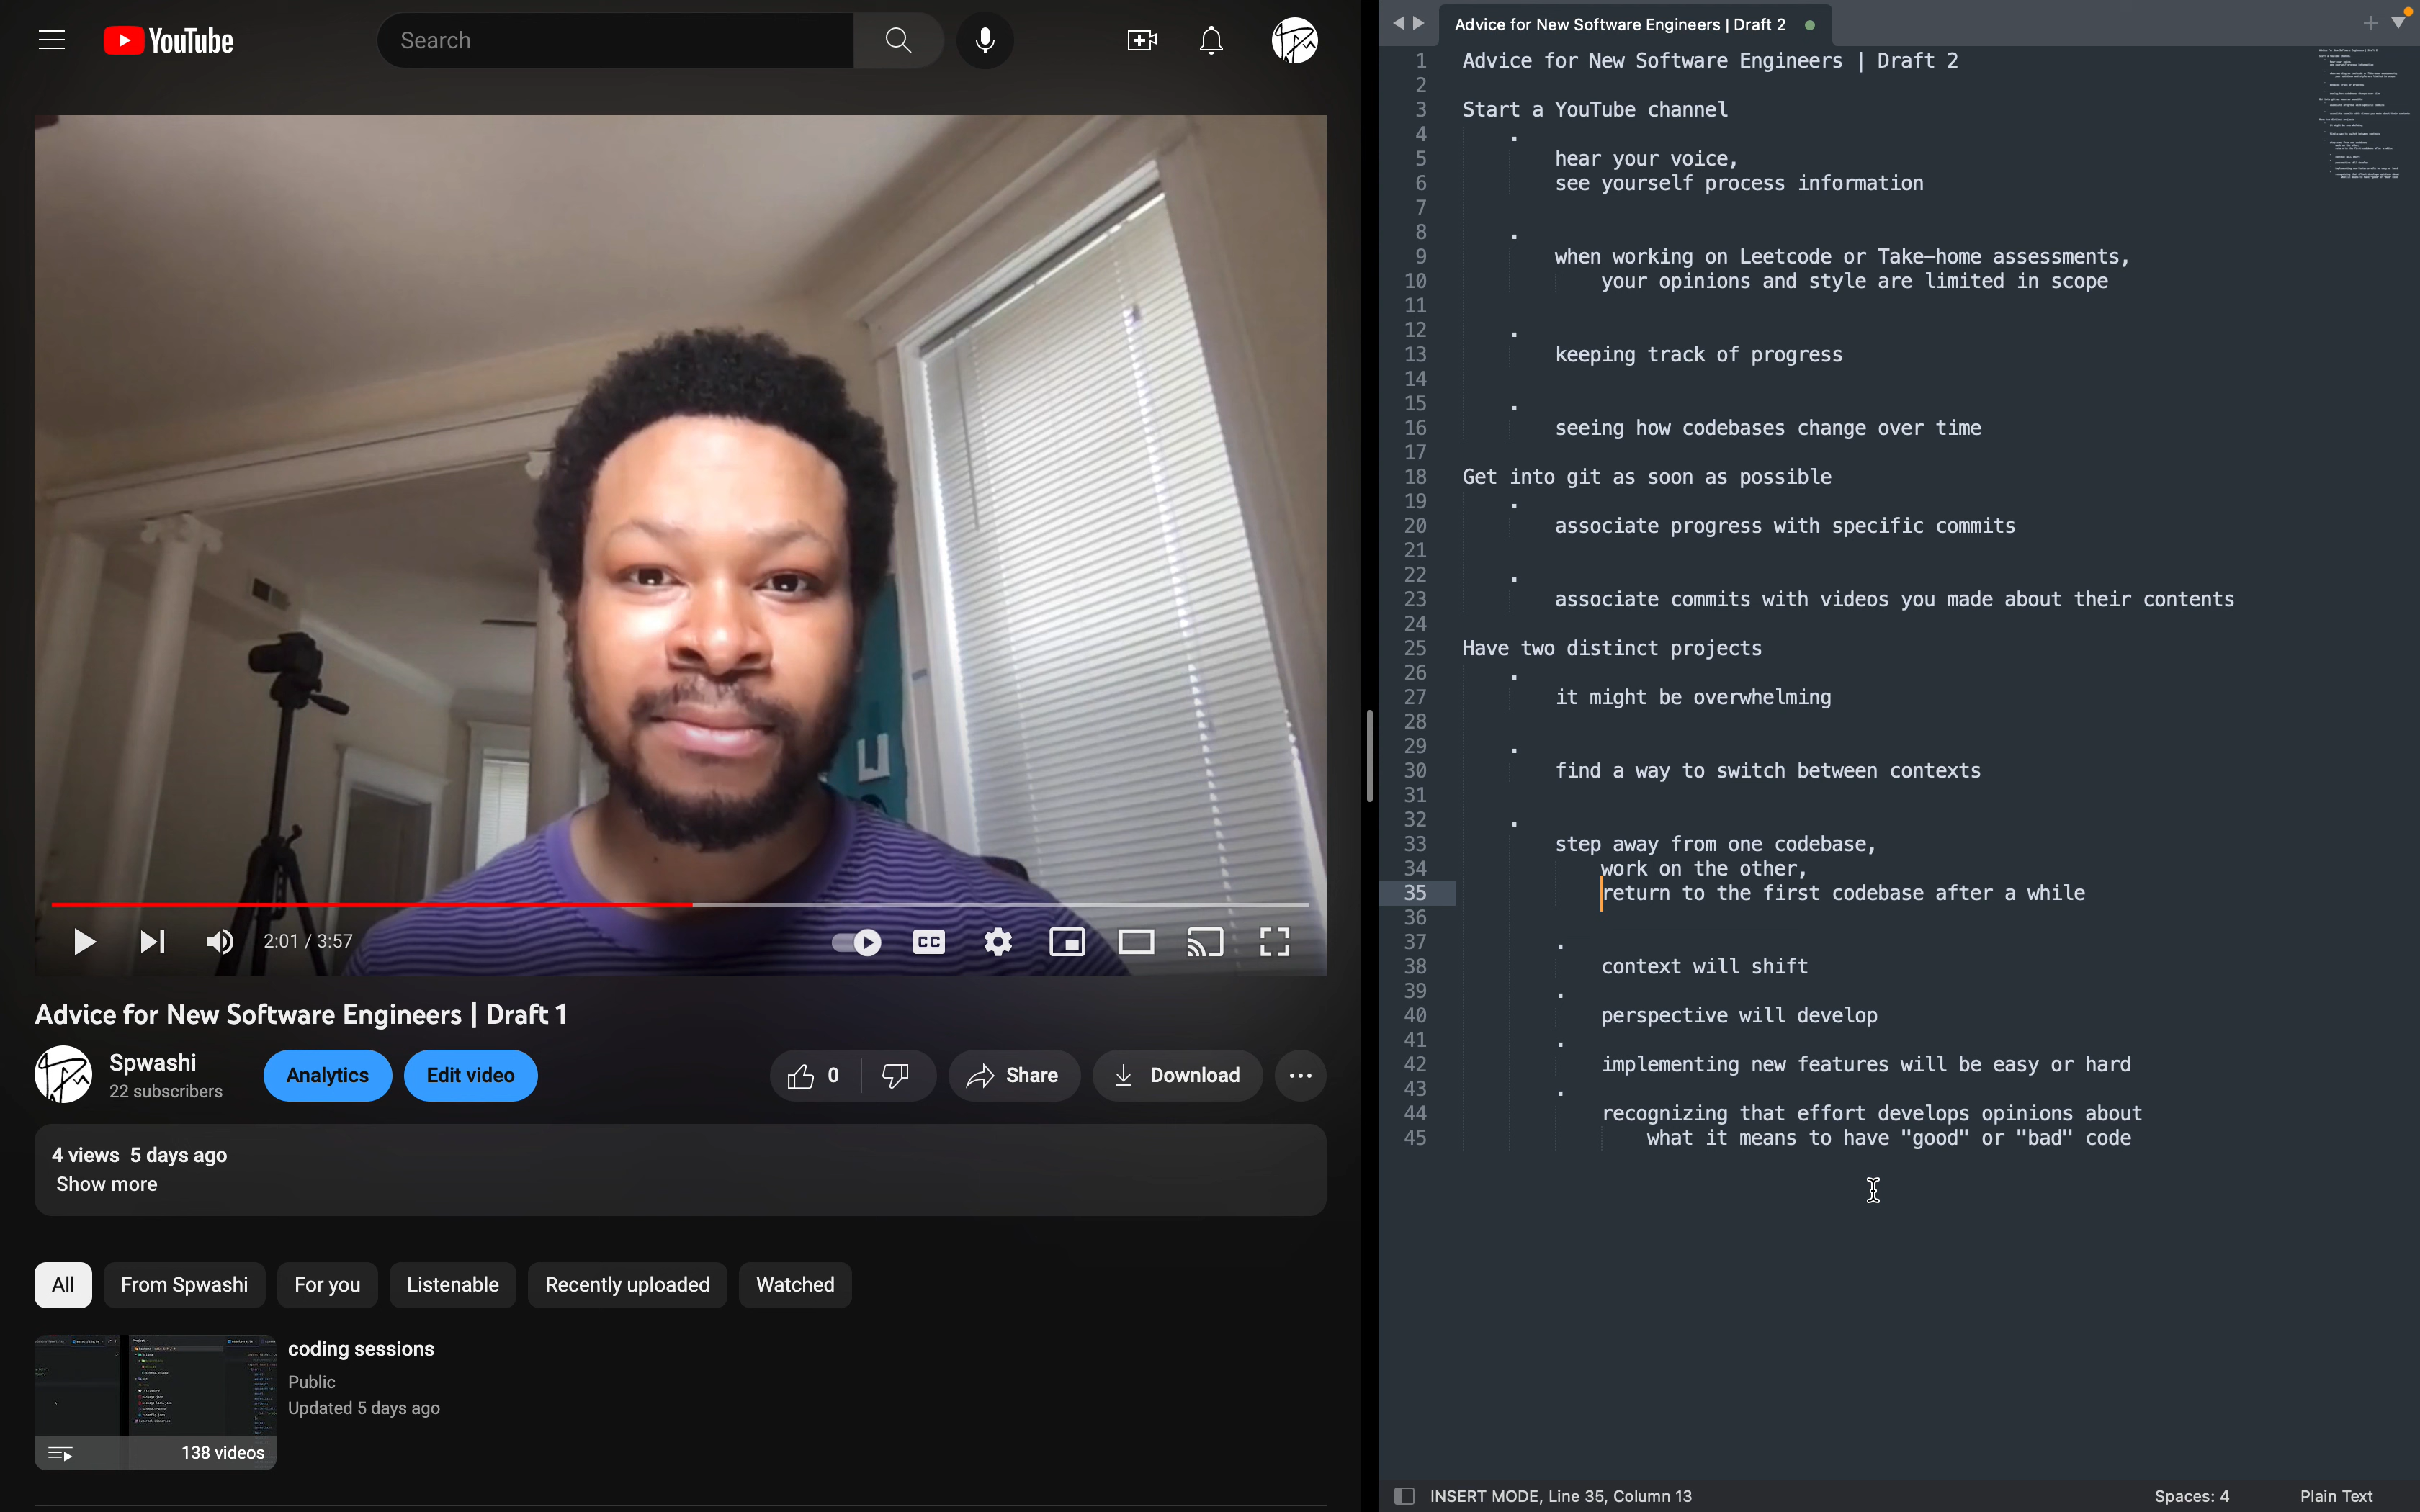 YouTube
Search
Advice for New Software Engineers | Draft 1
2:01 / 3:57
CC
Spwashi
22 subscribers
Analytics
Edit video
0
Share
Download
4 views 5 days ago
Show more
All
From Spwashi
For you
Listenable
Recently uploaded
Watched
coding sessions
Public
Updated 5 days ago
138 videos
Advice for New Software Engineers | Draft 2
1 Advice for New Software Engineers | Draft 2
2
3 Start a YouTube channel
4 .
5 hear your voice,
6 see yourself process information
7
8 .
9 when working on Leetcode or Take-home assessments,
10 your opinions and style are limited in scope
11
12 .
13 keeping track of progress
14
15 .
16 seeing how codebases change over time
17
18 Get into git as soon as possible
19 .
20 associate progress with specific commits
21
22 .
23 associate commits with videos you made about their contents
24
25 Have two distinct projects
26 .
27 it might be overwhelming
28
29 .
30 find a way to switch between contexts
31
32 .
33 step away from one codebase,
34 work on the other,
35 return to the first codebase after a while
36
37 .
38 context will shift
39 .
40 perspective will develop
41 .
42 implementing new features will be easy or hard
43 .
44 recognizing that effort develops opinions about
45 what it means to have "good" or "bad" code
INSERT MODE, Line 35, Column 13
Spaces: 4
Plain Text